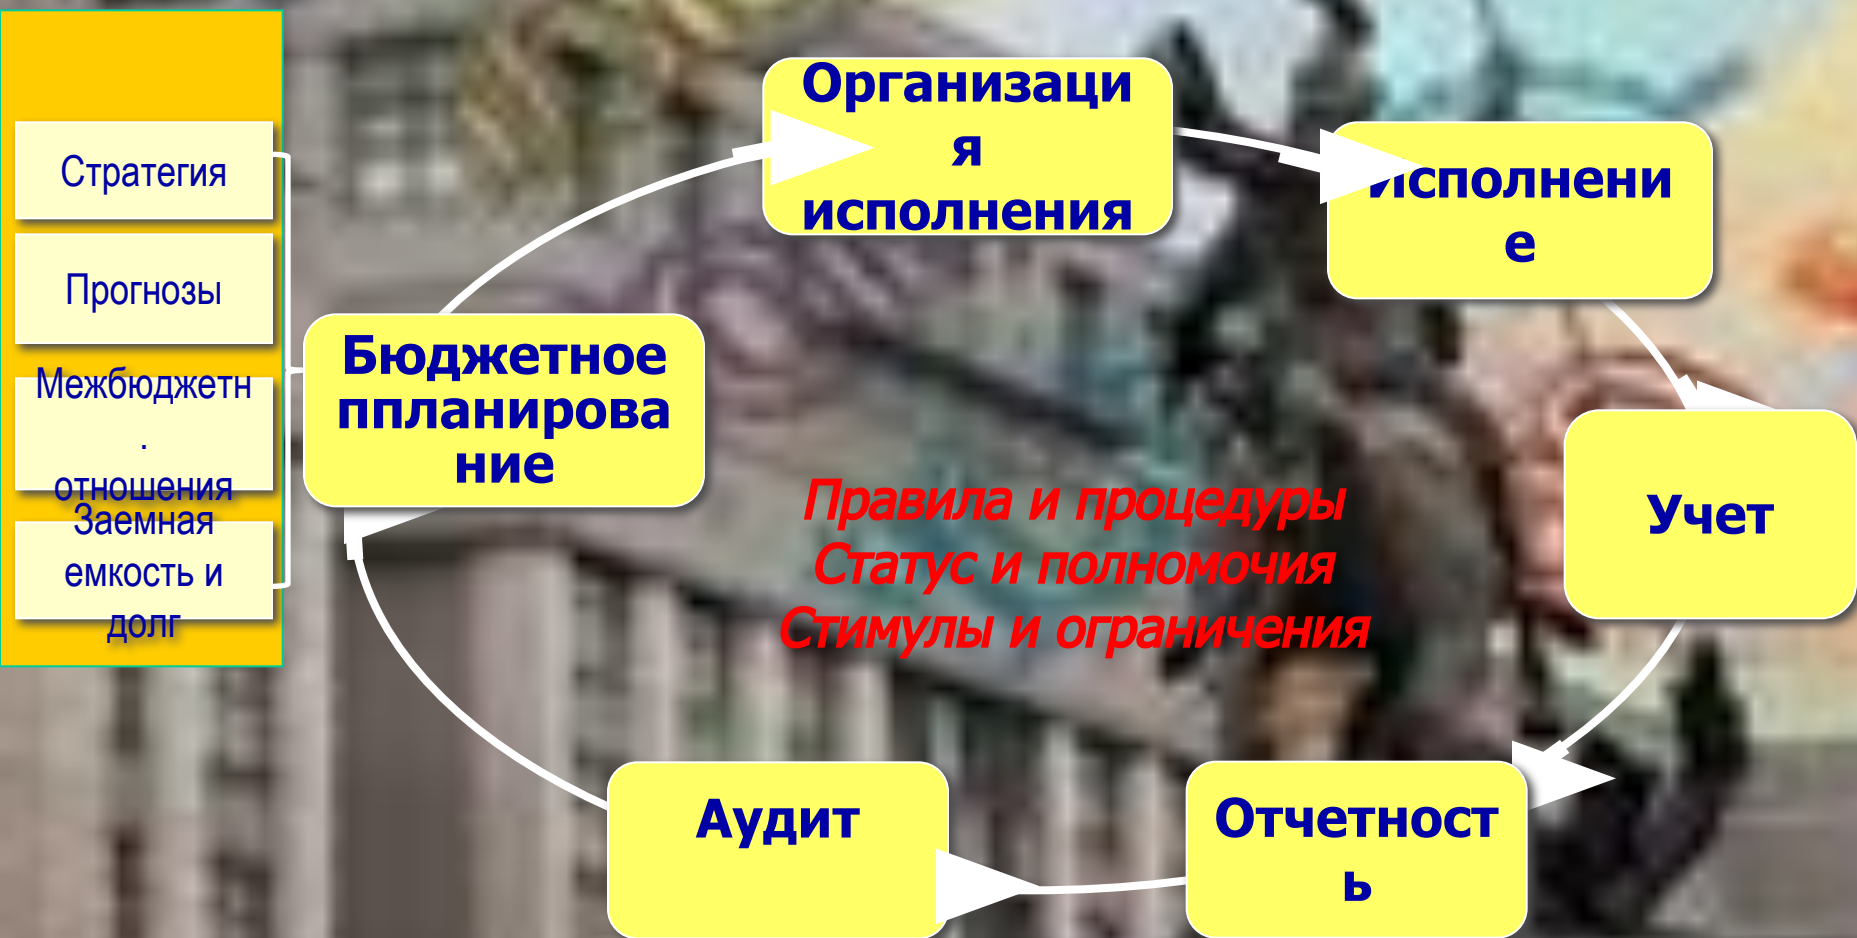 Стратегия
Прогнозы
Межбюджетн
.
отношения
Заемная
емкость и
долг
Бюджетное
ппланирова
ние
Организаци
я
исполнения
Исполнени
е
Учет
Отчетност
ь
Аудит
Правила и процедуры
Статус и полномочия
Стимулы и ограничения